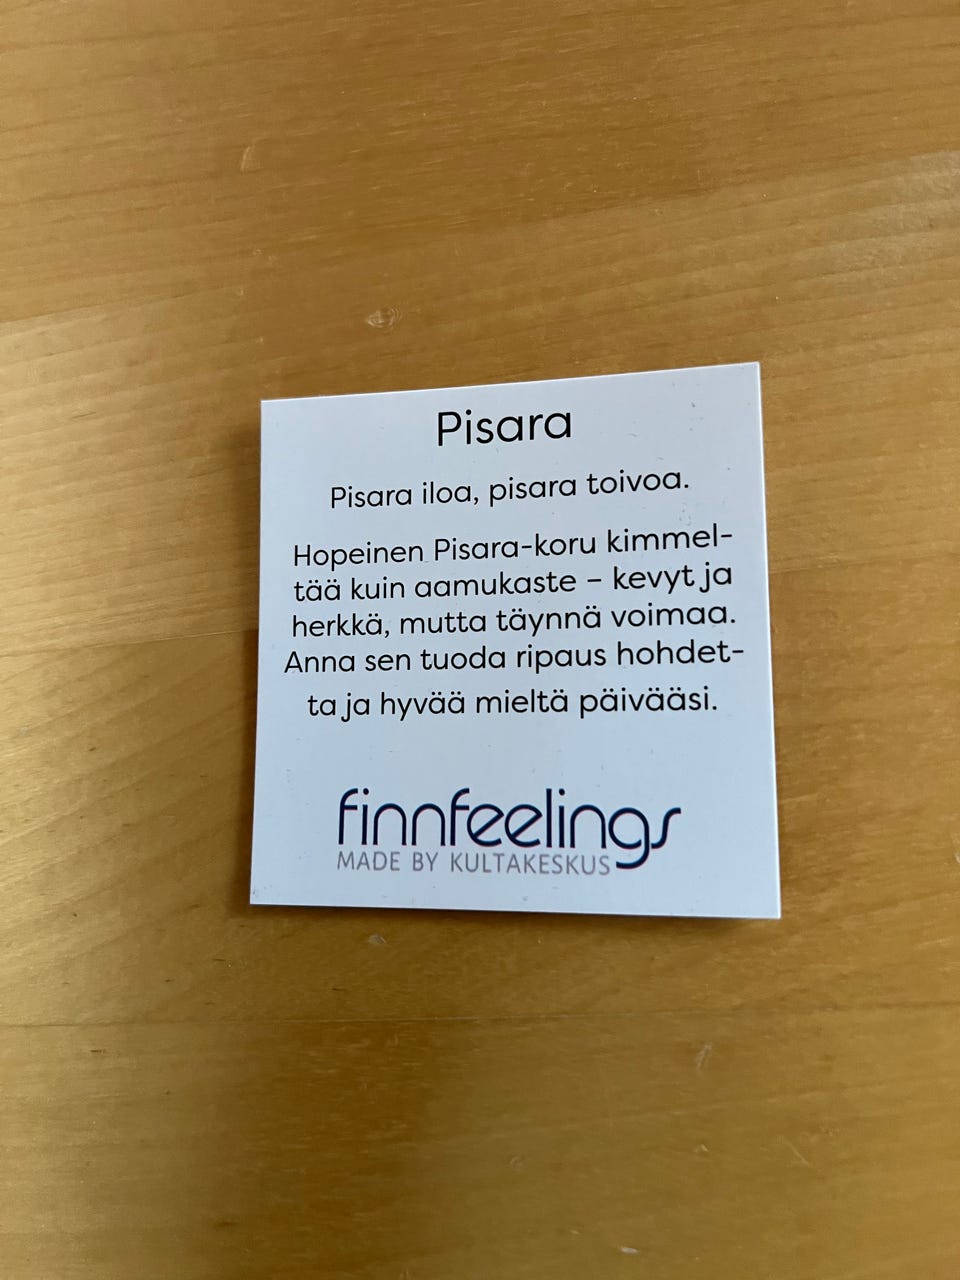 Pisara
Pisara iloa, pisara toivoa.
Hopeinen Pisara-koru kimmel-
tää kuin aamukaste – kevyt ja
herkkä, mutta täynnä voimaa.
Anna sen tuoda ripaus hohdet-
ta ja hyvää mieltä päivääsi.
finnfeelings
MADE BY KULTAKESKUS